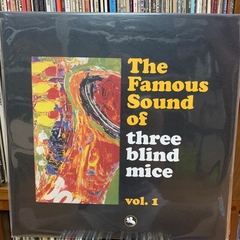 The
Famous
Sound
of
three
blind
mice
vol. 1